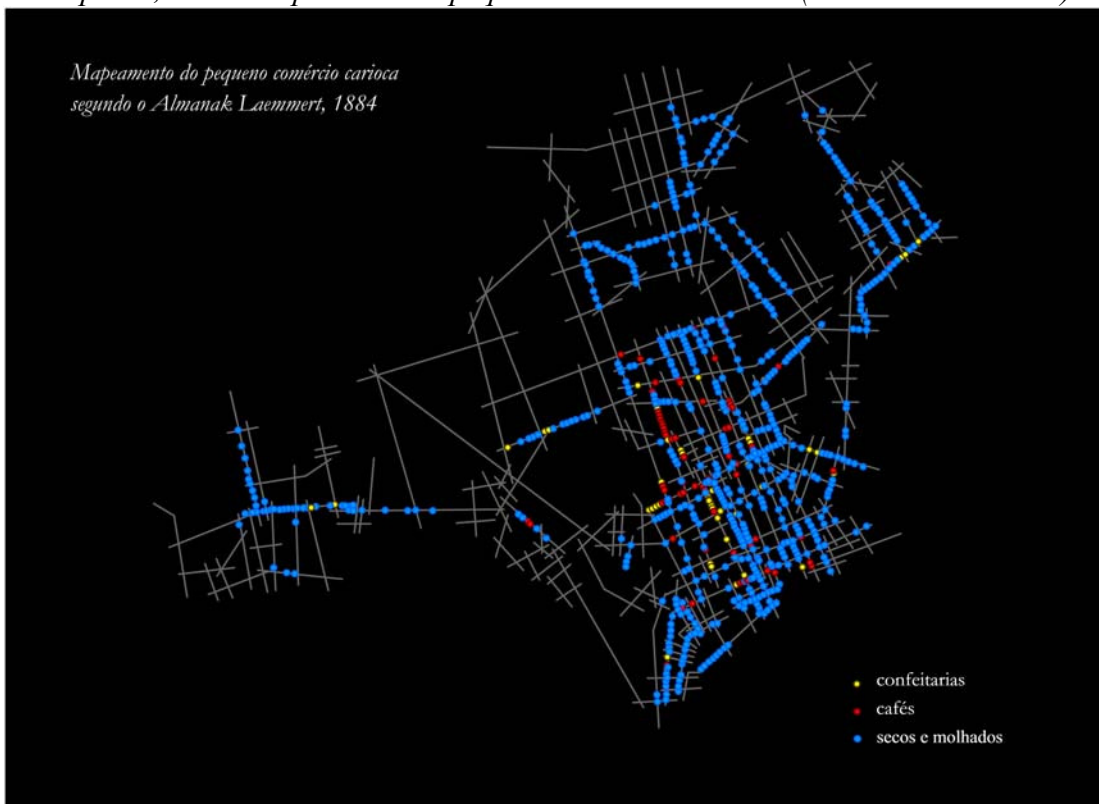 Mapeamento do pequeno comércio carioca
segundo o Almanak Laemmert, 1884
confeitarias
cafés
secos e molhados